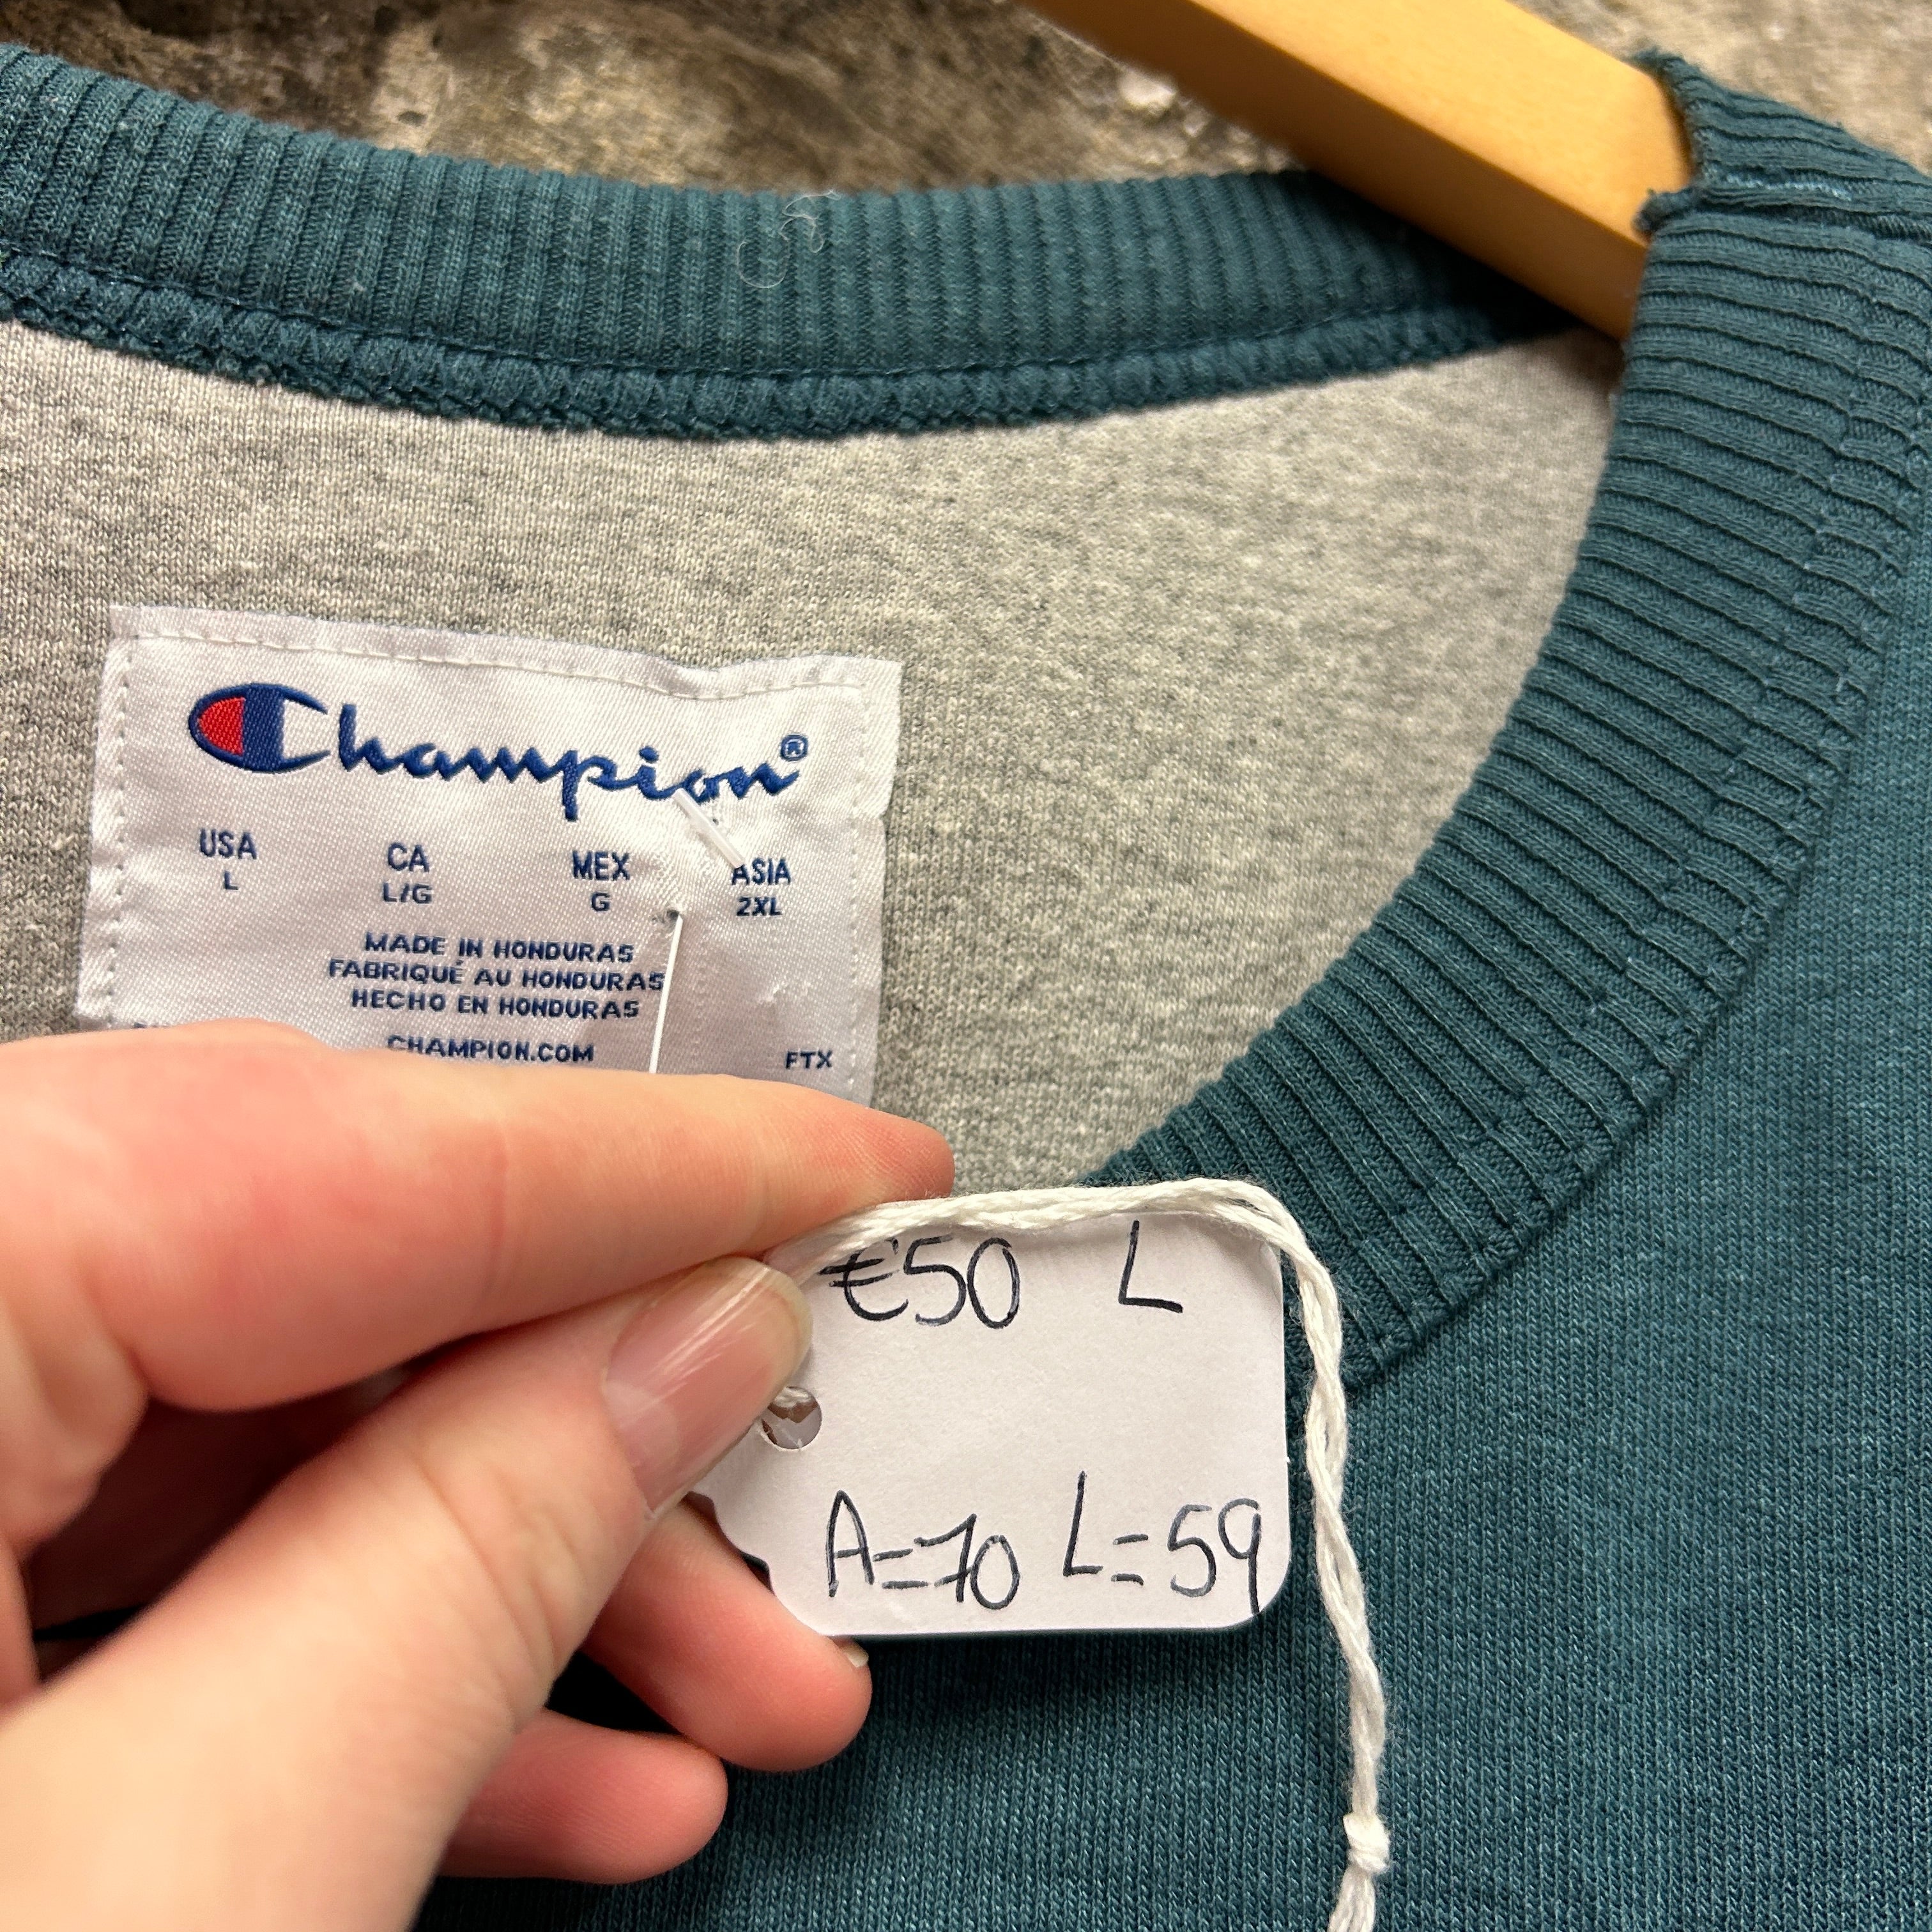 Champion®
USA CA MEX ASIA
L L/G G 2XL
MADE IN HONDURAS
FABRIQUÉ AU HONDURAS
HECHO EN HONDURAS
CHAMPION.COM FTX
€50 L
A=70 L=59